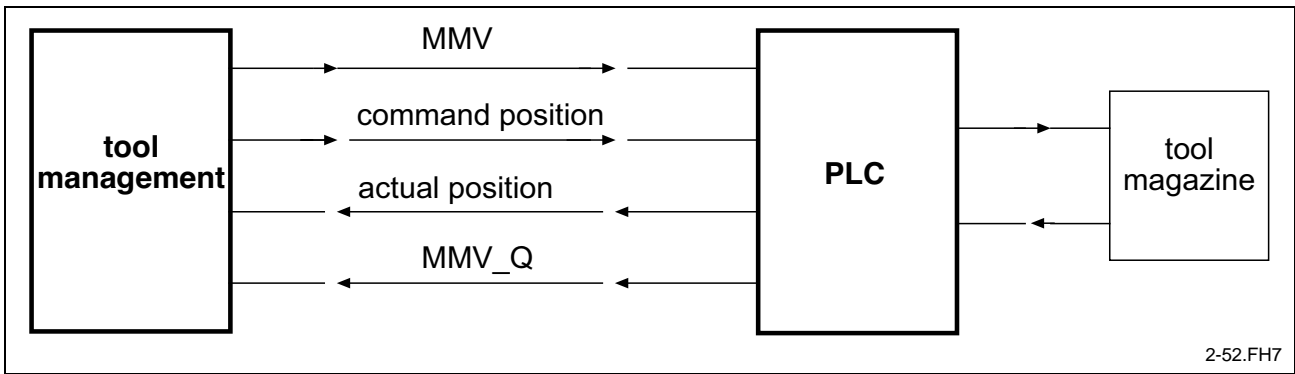 MMV
command position
tool
management
actual position
MMV_Q
PLC
tool
magazine
2-52.FH7